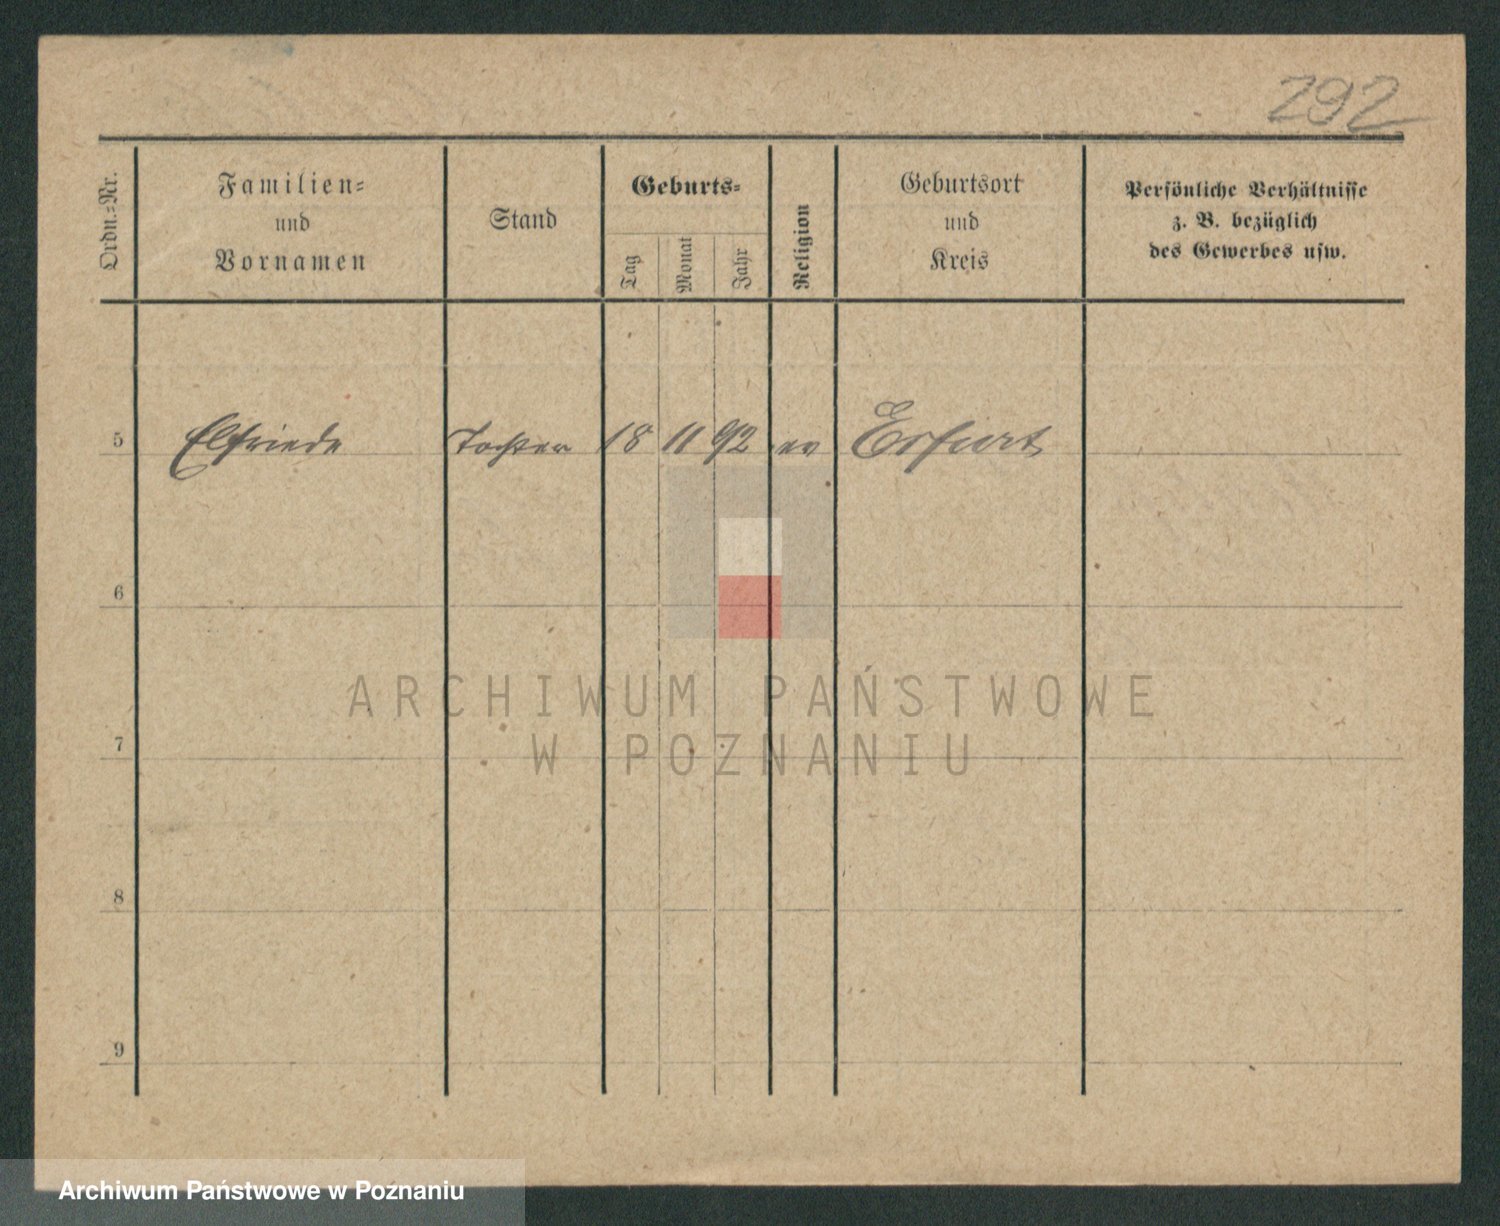 292
Ordn.=Nr.
Familien=
und
Vornamen
Stand
Geburts=
Tag
Monat
Jahr
Religion
Geburtsort
und
Kreis
Persönliche Verhältnisse
z. B. bezüglich
des Gewerbes usw.
5 Elfriede Tochter 18 11 92 ev Erfurt
6
7
8
9
ARCHIWUM PAŃSTWOWE
W POZNANIU
Archiwum Państwowe w Poznaniu